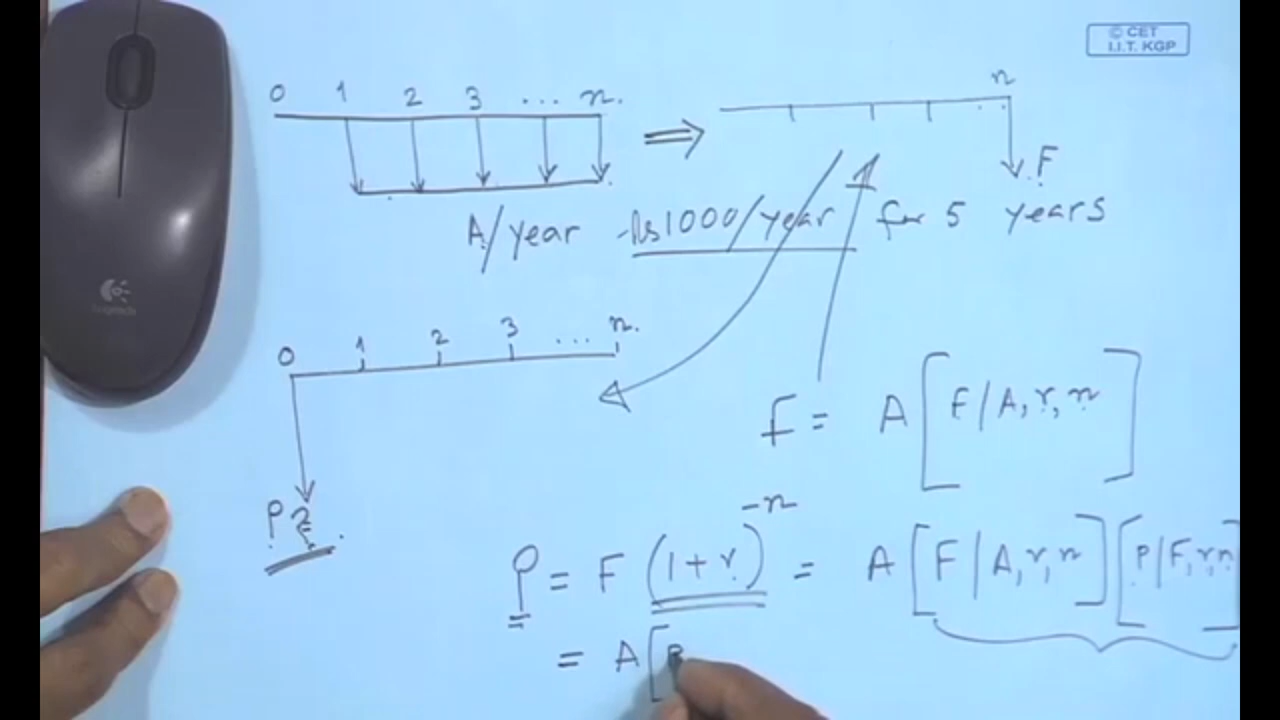 © CET
I.I.T. KGP
0 1 2 3 ... n.
n
F
A/year Rs1000/year for 5 years
0 1 2 3 ... n.
P?
F = A[F/A, r, n]
P = F(1+r)^-n = A[F/A, r, n][P/F, r, n]
= A[P